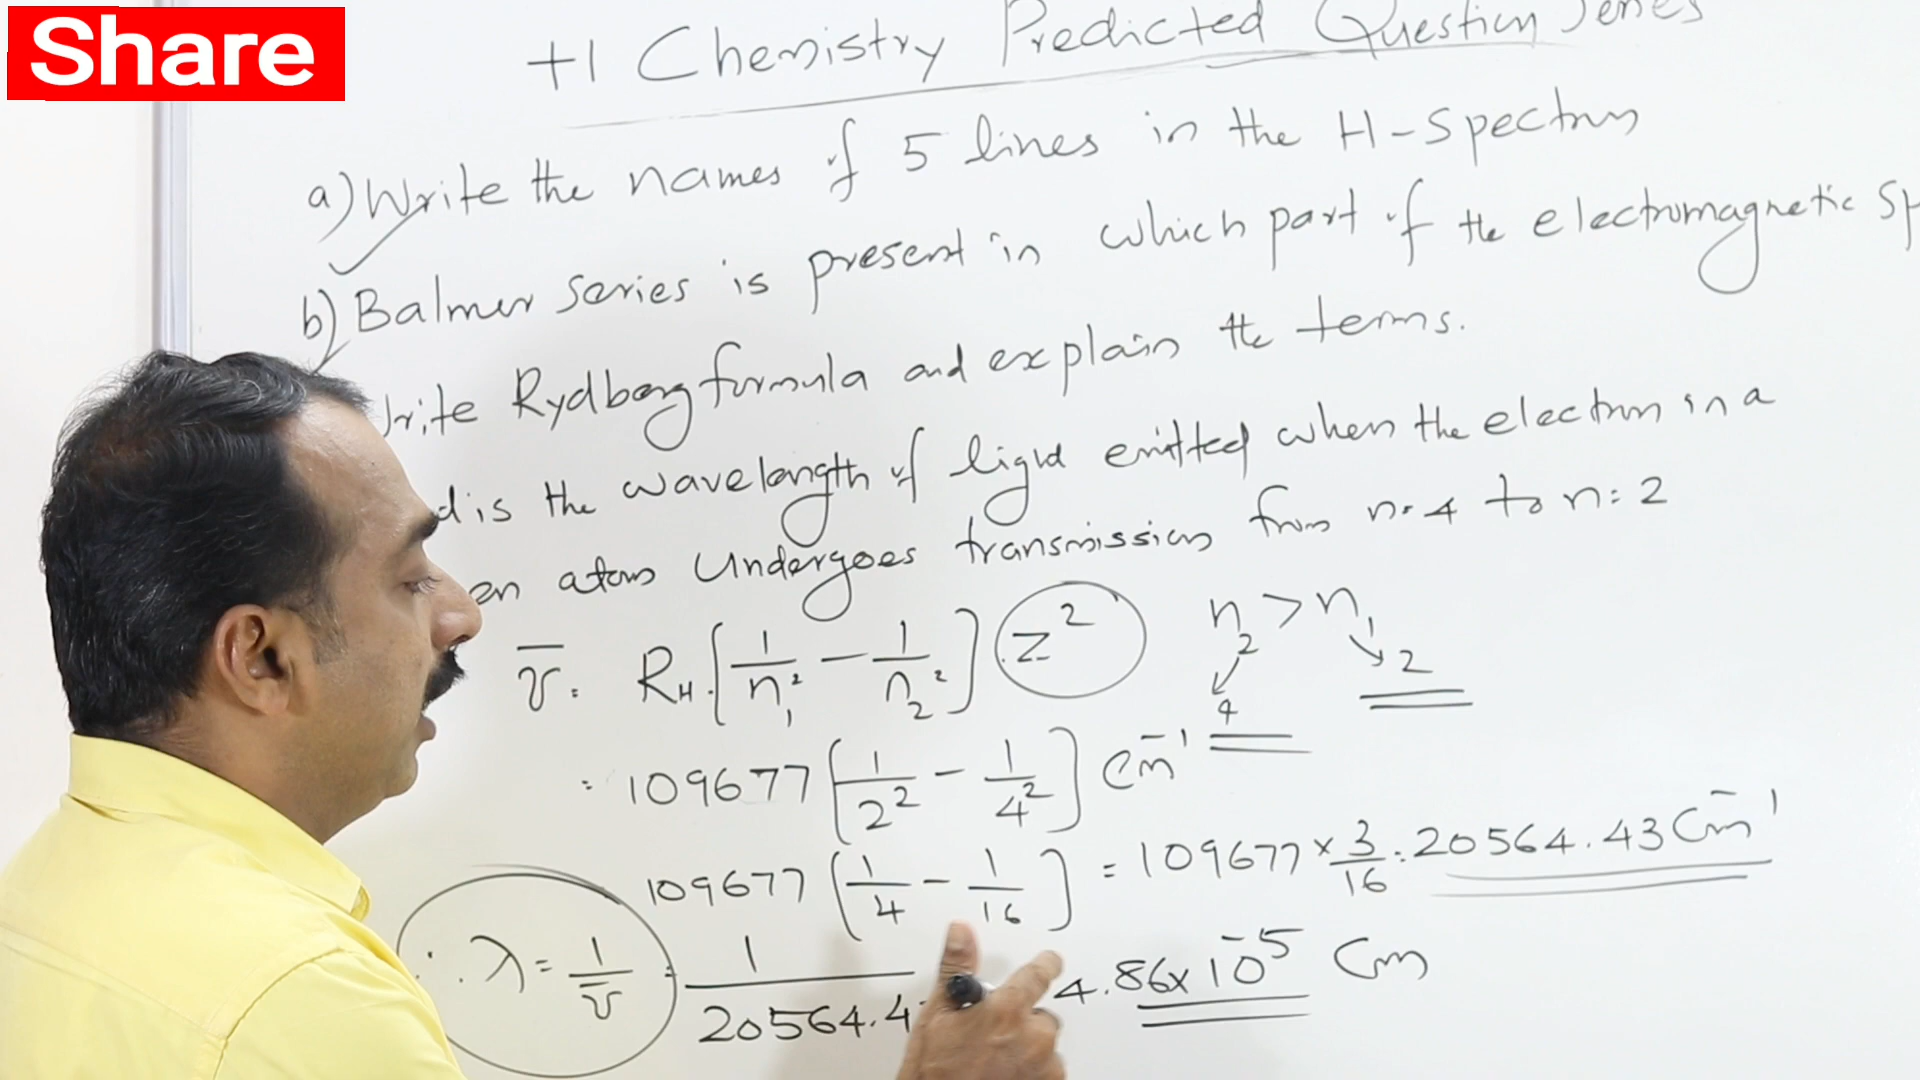 Share
+1 Chemistry Predicted Question Series
a) Write the names of 5 lines in the H-Spectrum
b) Balmer series is present in which part of the electromagnetic Sp
rite Rydberg formula and explain the terms.
d is the wavelength of light emitted when the electron in a
en atom Undergoes transmission from n=4 to n=2
v̅ = R_H [1/n₁² − 1/n₂²] Z² n₂ > n₁
4 2
= 109677 [1/2² − 1/4²] cm⁻¹
109677 [1/4 − 1/16] = 109677 × 3/16 = 20564.43 cm⁻¹
∴ λ = 1/v̅ = 1/20564.4 4.86×10⁻⁵ cm